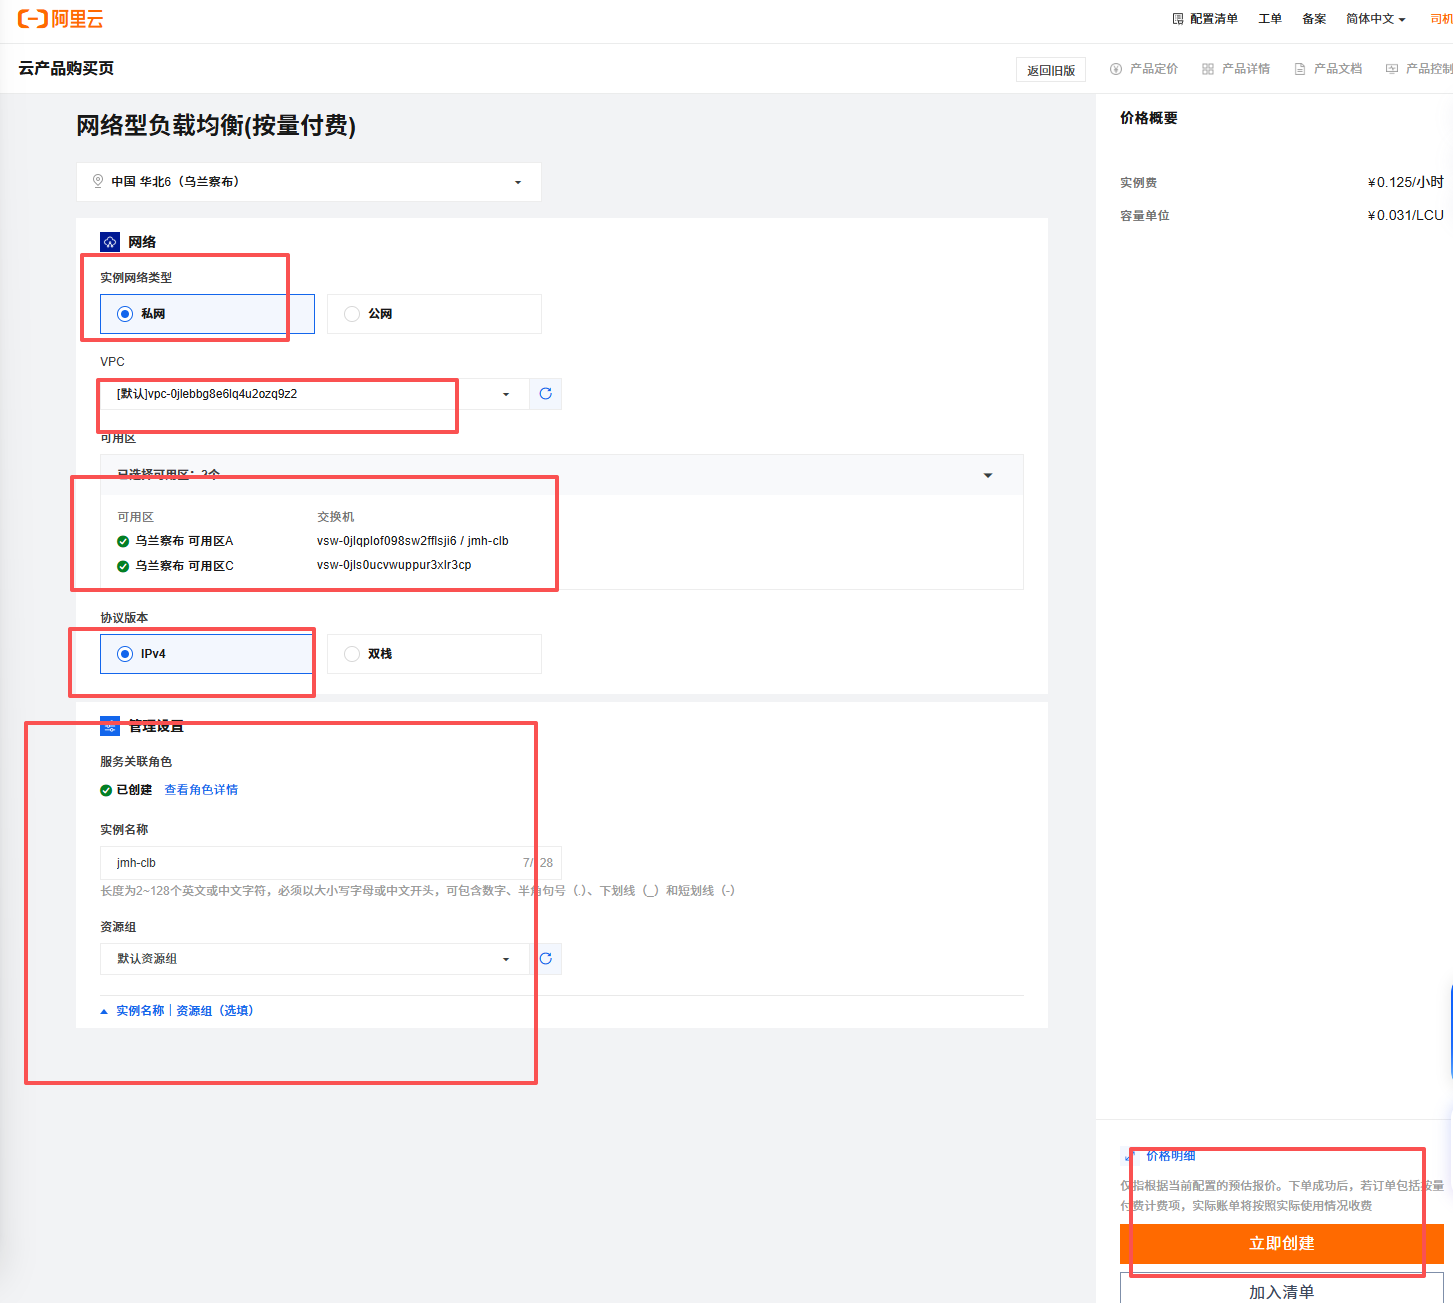 阿里云
配置清单 工单 备案 简体中文 司机
云产品购买页
返回旧版 产品定价 产品详情 产品文档 产品控制
网络型负载均衡(按量付费)
中国 华北6（乌兰察布）
网络
实例网络类型
私网 公网
VPC
[默认]vpc-0jlebbg8e6lq4u2ozq9z2
可用区
已选择可用区：2个
可用区 交换机
乌兰察布 可用区A vsw-0jlqplof098sw2fflsji6 / jmh-clb
乌兰察布 可用区C vsw-0jls0ucvwuppur3xlr3cp
协议版本
IPv4 双栈
管理设置
服务关联角色
已创建 查看角色详情
实例名称
jmh-clb 7/128
长度为2~128个英文或中文字符，必须以大小写字母或中文开头，可包含数字、半角句号（.）、下划线（_）和短划线（-）
资源组
默认资源组
实例名称｜资源组（选填）
价格概要
实例费 ¥0.125/小时
容量单位 ¥0.031/LCU
价格明细
仅指根据当前配置的预估报价。下单成功后，若订单包括按量
付费计费项，实际账单将按照实际使用情况收费
立即创建
加入清单